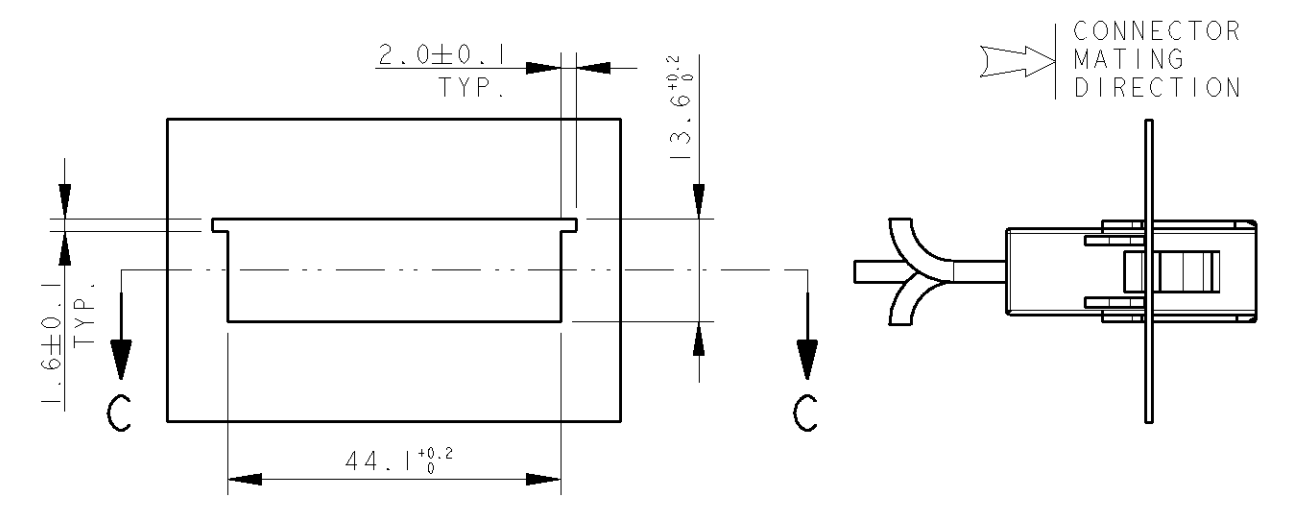 2.0±0.1
TYP.
13.6+0.2 0
CONNECTOR
MATING
DIRECTION
1.6±0.1
TYP.
C
C
44.1+0.2 0